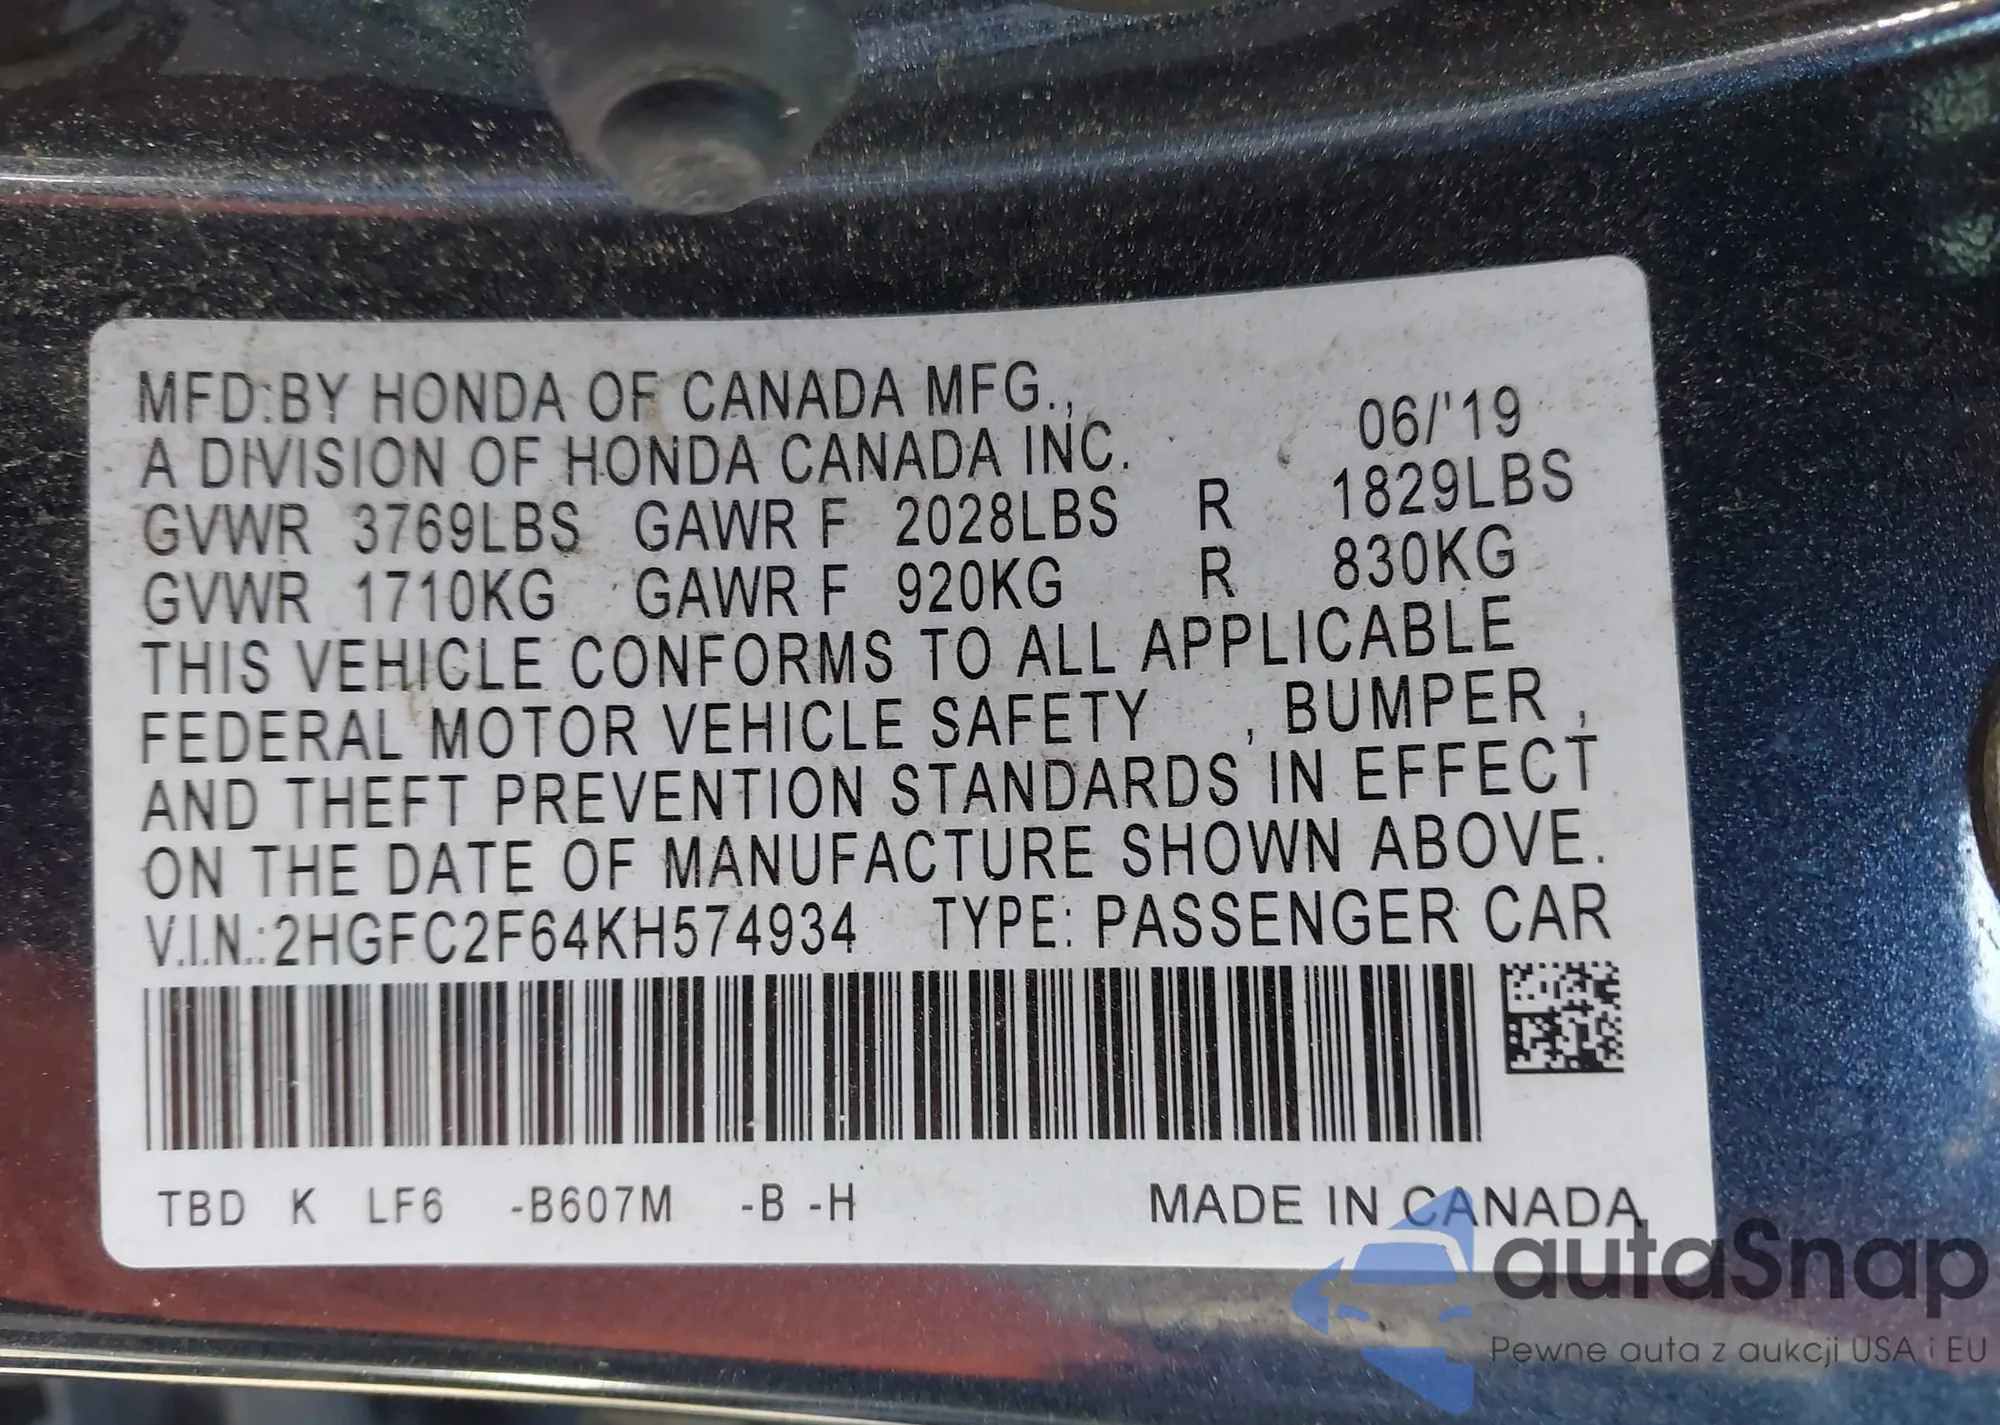 MFD:BY HONDA OF CANADA MFG.,
A DIVISION OF HONDA CANADA INC. 06/'19
GVWR 3769LBS GAWR F 2028LBS R 1829LBS
GVWR 1710KG GAWR F 920KG R 830KG
THIS VEHICLE CONFORMS TO ALL APPLICABLE
FEDERAL MOTOR VEHICLE SAFETY , BUMPER ,
AND THEFT PREVENTION STANDARDS IN EFFECT
ON THE DATE OF MANUFACTURE SHOWN ABOVE.
V.I.N.:2HGFC2F64KH574934 TYPE: PASSENGER CAR
TBD K LF6 -B607M -B -H MADE IN CANADA
autaSnap
Pewne auta z aukcji USA i EU